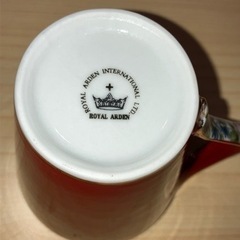 ROYAL ARDEN INTERNATIONAL LTD.
ROYAL ARDEN